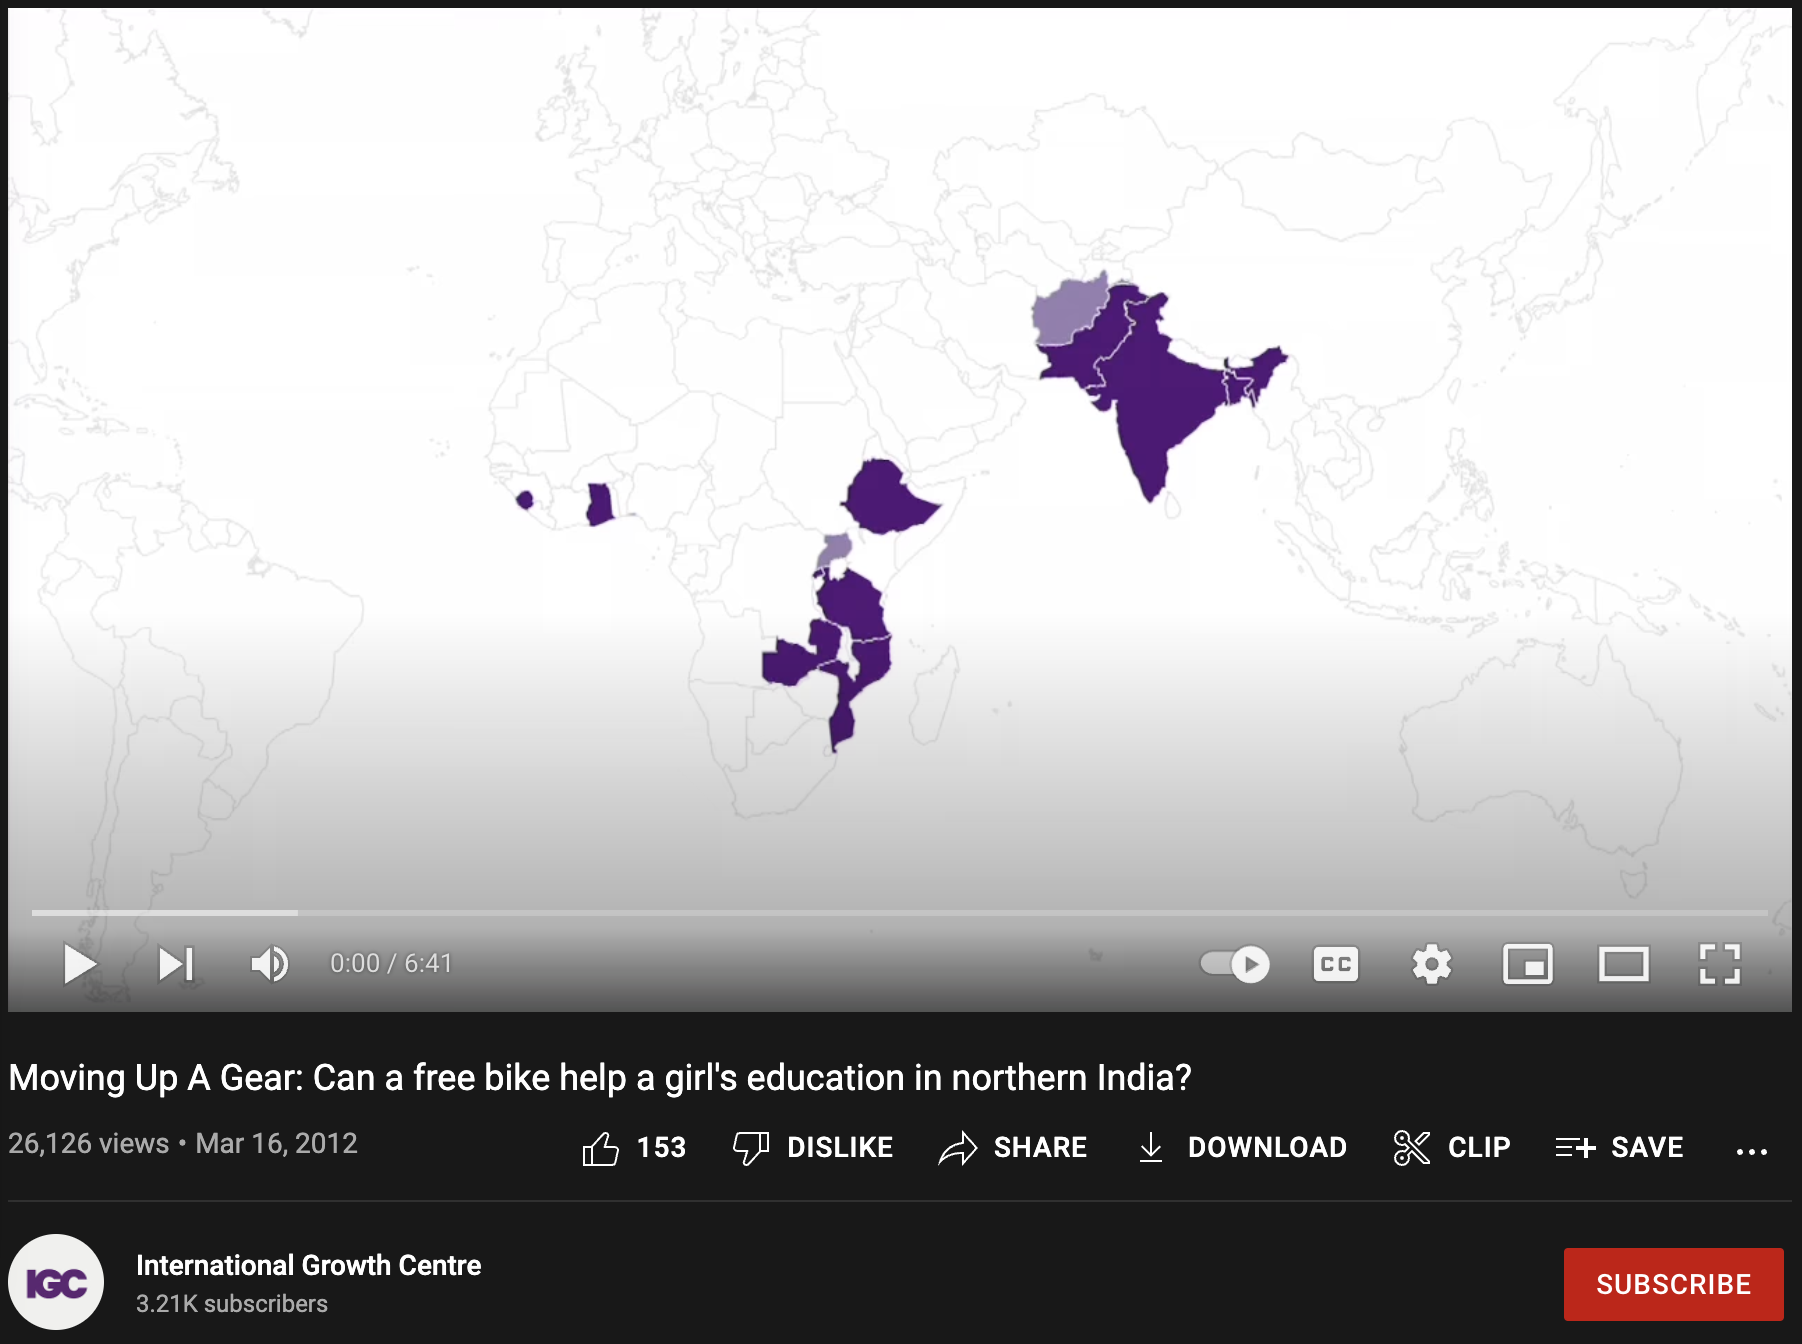 0:00 / 6:41
CC
Moving Up A Gear: Can a free bike help a girl's education in northern India?
26,126 views • Mar 16, 2012
153 DISLIKE SHARE DOWNLOAD CLIP SAVE ...
IGC
International Growth Centre
3.21K subscribers
SUBSCRIBE